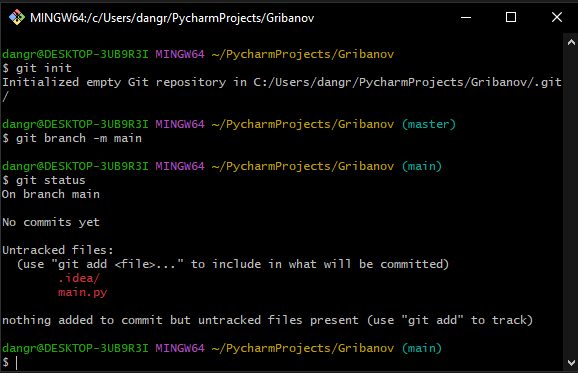 MINGW64:/c/Users/dangr/PycharmProjects/Gribanov
dangr@DESKTOP-3UB9R3I MINGW64 ~/PycharmProjects/Gribanov
$ git init
Initialized empty Git repository in C:/Users/dangr/PycharmProjects/Gribanov/.git
/
dangr@DESKTOP-3UB9R3I MINGW64 ~/PycharmProjects/Gribanov (master)
$ git branch -m main
dangr@DESKTOP-3UB9R3I MINGW64 ~/PycharmProjects/Gribanov (main)
$ git status
On branch main
No commits yet
Untracked files:
(use "git add <file>..." to include in what will be committed)
.idea/
main.py
nothing added to commit but untracked files present (use "git add" to track)
dangr@DESKTOP-3UB9R3I MINGW64 ~/PycharmProjects/Gribanov (main)
$